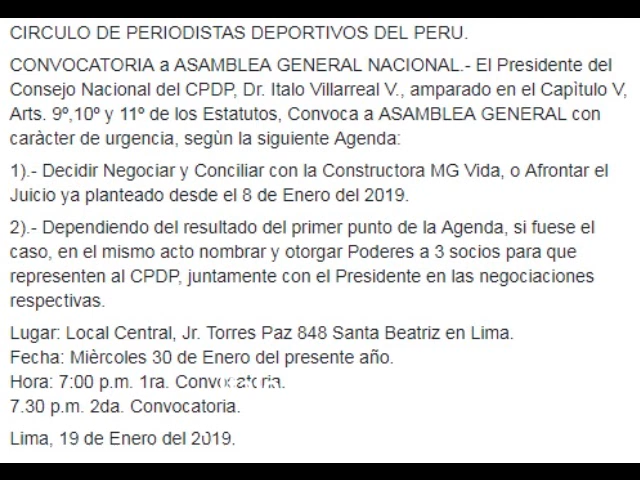 CIRCULO DE PERIODISTAS DEPORTIVOS DEL PERU.
CONVOCATORIA a ASAMBLEA GENERAL NACIONAL.- El Presidente del
Consejo Nacional del CPDP, Dr. Italo Villarreal V., amparado en el Capìtulo V,
Arts. 9º,10º y 11º de los Estatutos, Convoca a ASAMBLEA GENERAL con
caràcter de urgencia, segùn la siguiente Agenda:
1).- Decidir Negociar y Conciliar con la Constructora MG Vida, o Afrontar el
Juicio ya planteado desde el 8 de Enero del 2019.
2).- Dependiendo del resultado del primer punto de la Agenda, si fuese el
caso, en el mismo acto nombrar y otorgar Poderes a 3 socios para que
representen al CPDP, juntamente con el Presidente en las negociaciones
respectivas.
Lugar: Local Central, Jr. Torres Paz 848 Santa Beatriz en Lima.
Fecha: Mièrcoles 30 de Enero del presente año.
Hora: 7:00 p.m. 1ra. Convocatoria.
7.30 p.m. 2da. Convocatoria.
Lima, 19 de Enero del 2019.